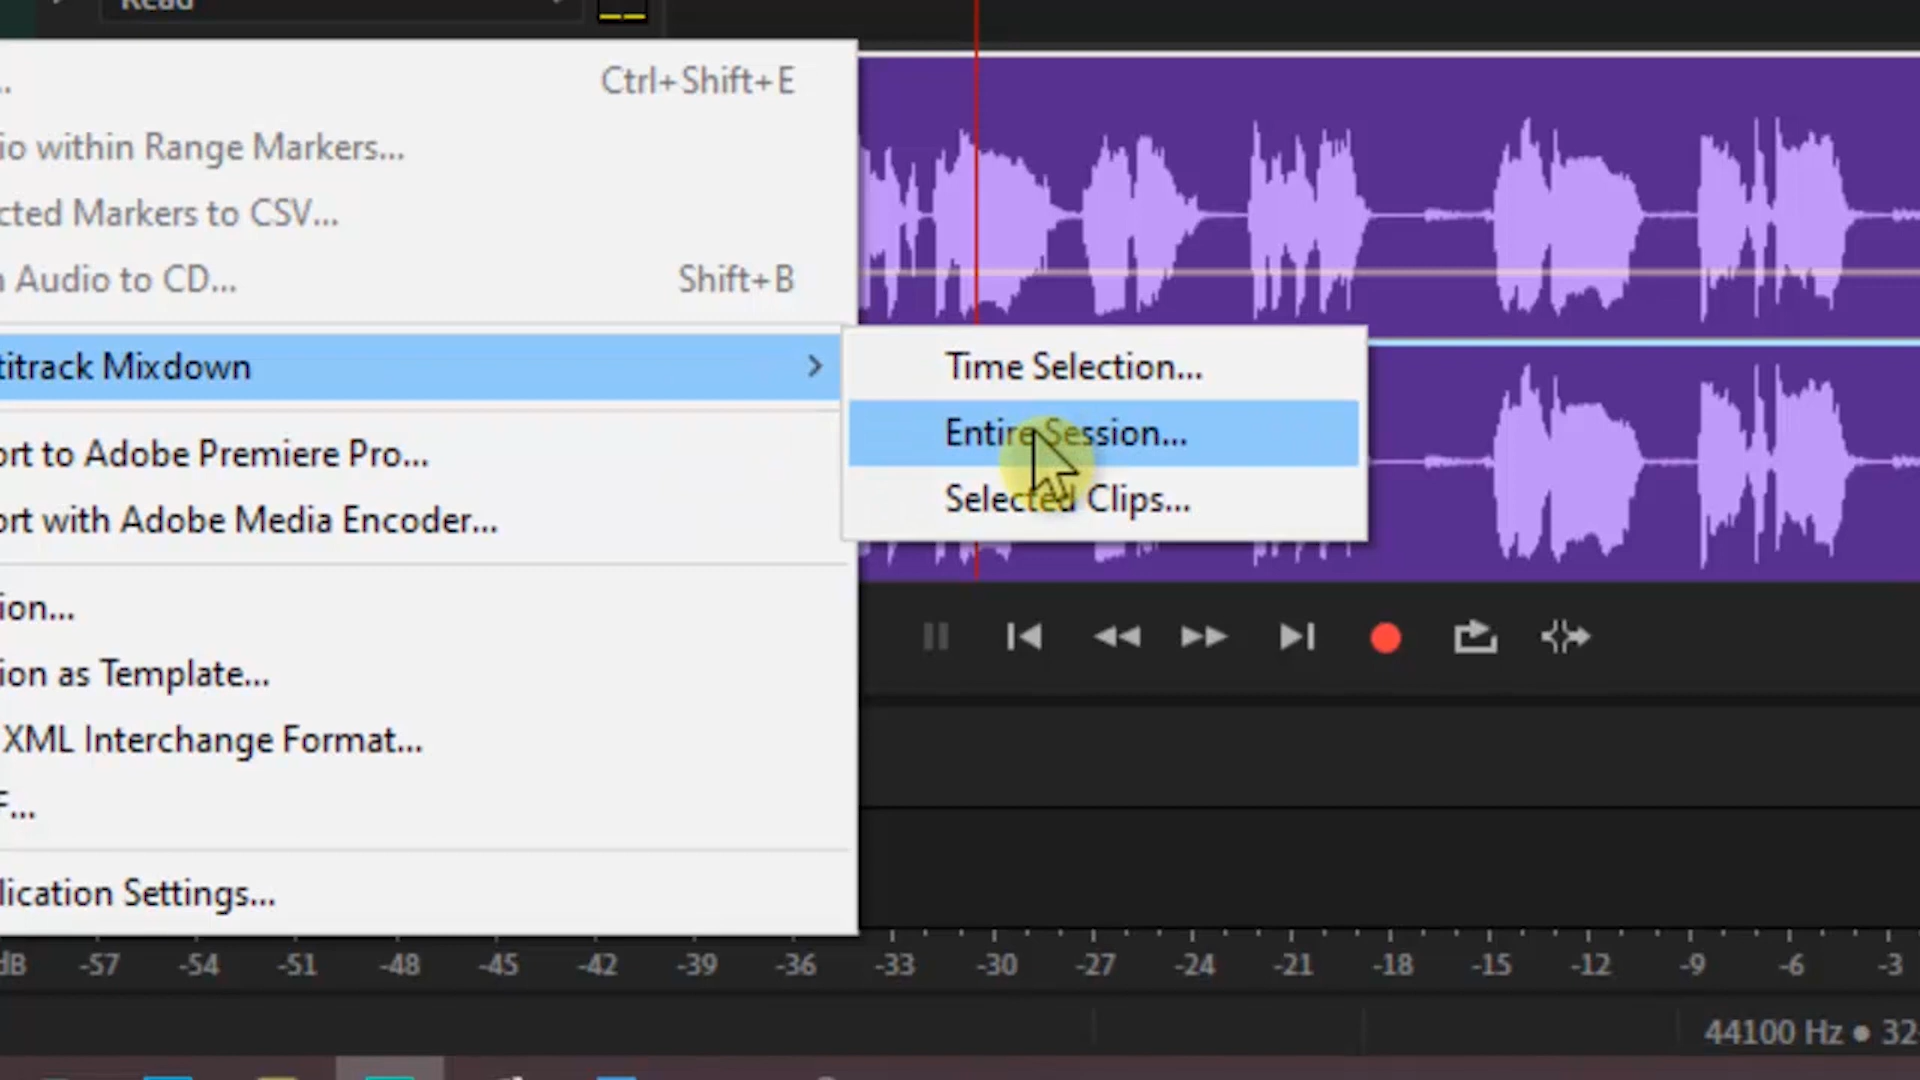 Read
... Ctrl+Shift+E
io within Range Markers...
cted Markers to CSV...
Audio to CD... Shift+B
titrack Mixdown
Time Selection...
Entire Session...
Selected Clips...
ort to Adobe Premiere Pro...
ort with Adobe Media Encoder...
ion...
ion as Template...
XML Interchange Format...
F...
lication Settings...
dB -57 -54 -51 -48 -45 -42 -39 -36 -33 -30 -27 -24 -21 -18 -15 -12 -9 -6 -3
44100 Hz ● 32-